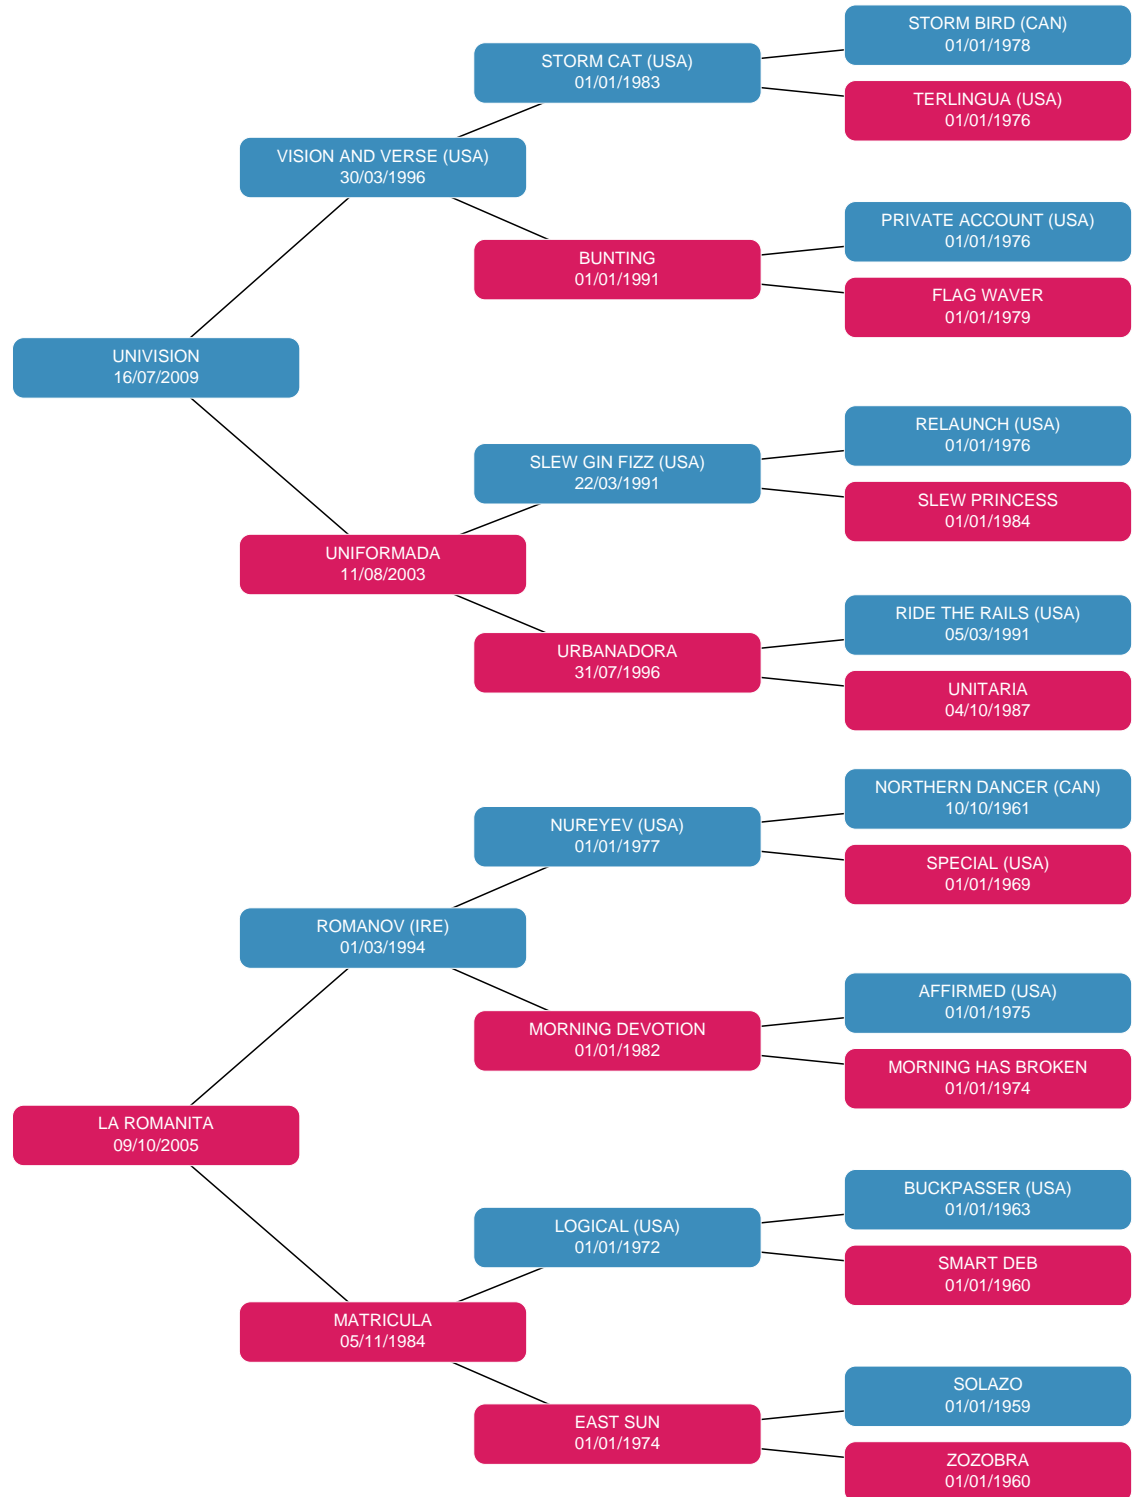 STORM BIRD (CAN)
01/01/1978
STORM CAT (USA)
01/01/1983
TERLINGUA (USA)
01/01/1976
VISION AND VERSE (USA)
30/03/1996
PRIVATE ACCOUNT (USA)
01/01/1976
BUNTING
01/01/1991
FLAG WAVER
01/01/1979
UNIVISION
16/07/2009
RELAUNCH (USA)
01/01/1976
SLEW GIN FIZZ (USA)
22/03/1991
SLEW PRINCESS
01/01/1984
UNIFORMADA
11/08/2003
RIDE THE RAILS (USA)
05/03/1991
URBANADORA
31/07/1996
UNITARIA
04/10/1987
NORTHERN DANCER (CAN)
10/10/1961
NUREYEV (USA)
01/01/1977
SPECIAL (USA)
01/01/1969
ROMANOV (IRE)
01/03/1994
AFFIRMED (USA)
01/01/1975
MORNING DEVOTION
01/01/1982
MORNING HAS BROKEN
01/01/1974
LA ROMANITA
09/10/2005
BUCKPASSER (USA)
01/01/1963
LOGICAL (USA)
01/01/1972
SMART DEB
01/01/1960
MATRICULA
05/11/1984
SOLAZO
01/01/1959
EAST SUN
01/01/1974
ZOZOBRA
01/01/1960